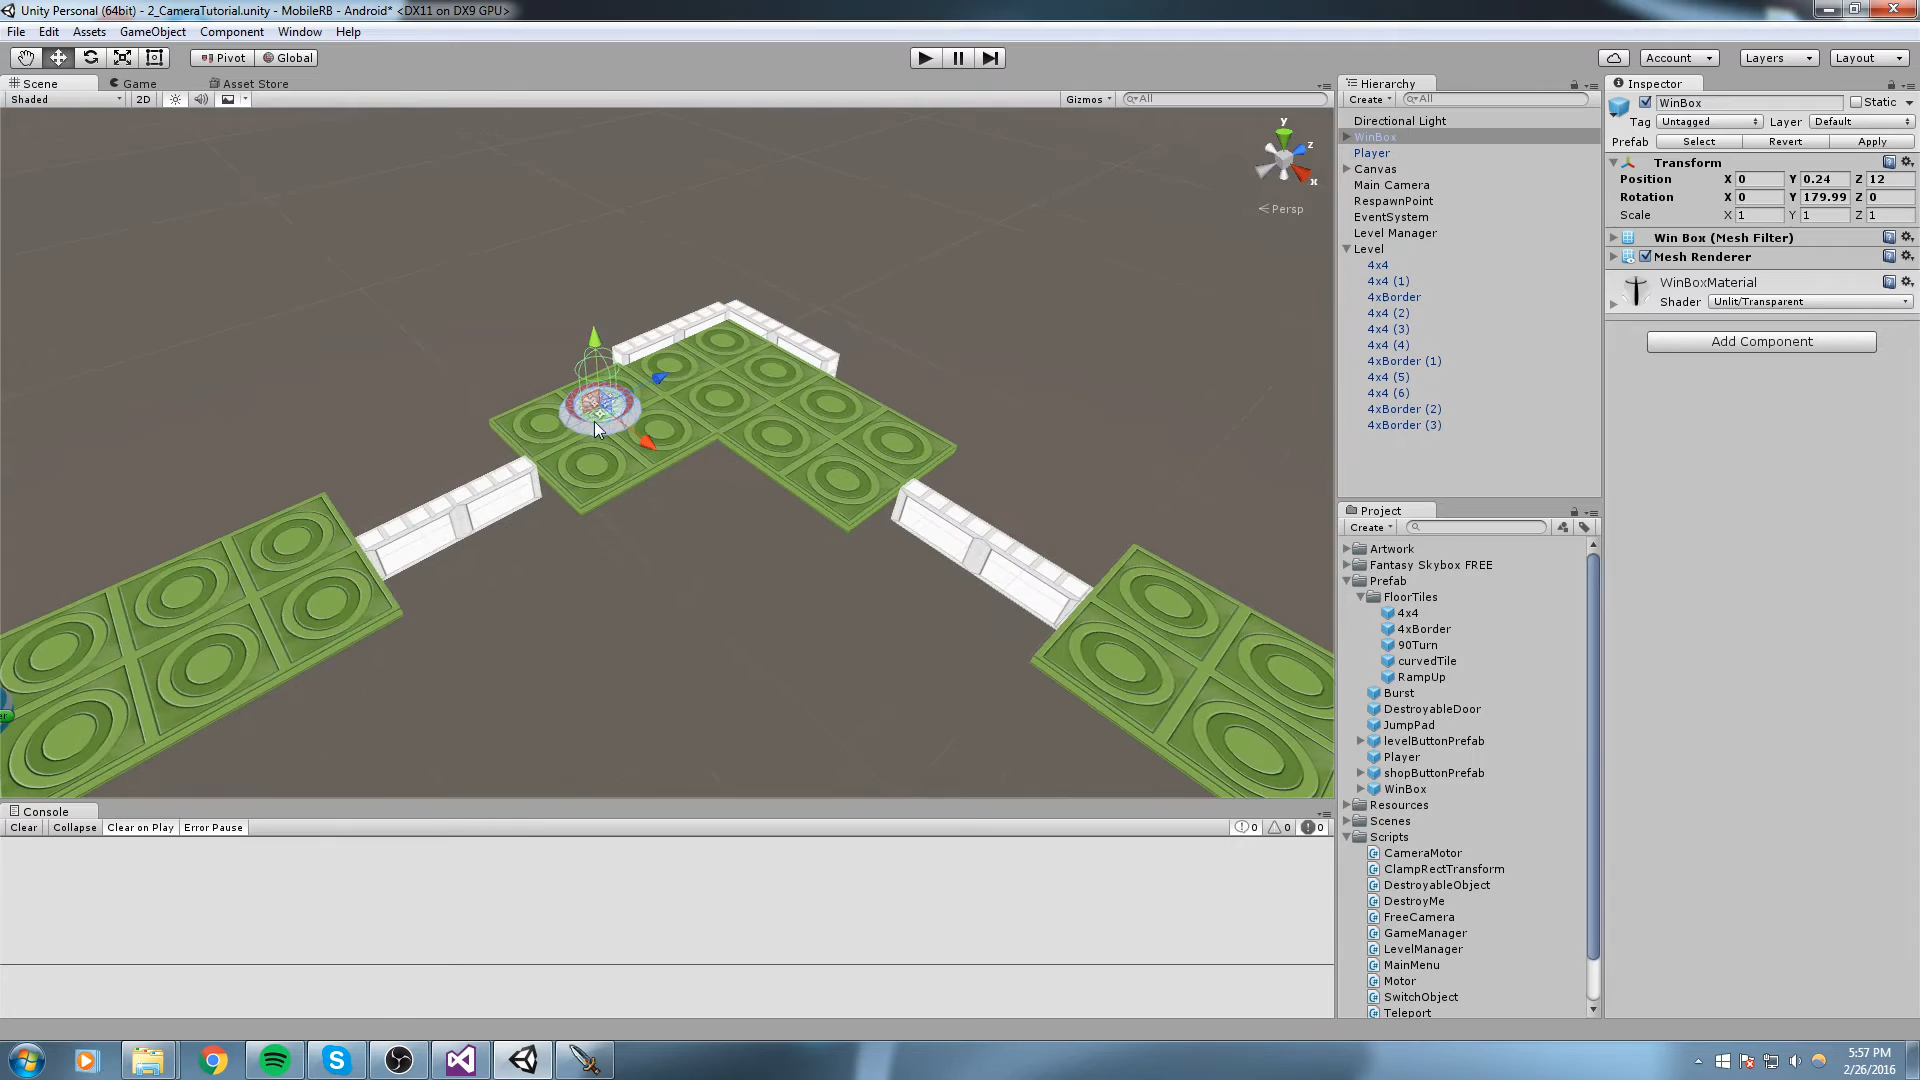 Unity Personal (64bit) - 2_CameraTutorial.unity - MobileRB - Android* <DX11 on DX9 GPU>
File Edit Assets GameObject Component Window Help
Pivot Global Account Layers Layout
Scene Game Asset Store
Shaded 2D Gizmos All
y
z
x
Persp
Hierarchy
Create All
Directional Light
WinBox
Player
Canvas
Main Camera
RespawnPoint
EventSystem
Level Manager
Level
4x4
4x4 (1)
4xBorder
4x4 (2)
4x4 (3)
4x4 (4)
4xBorder (1)
4x4 (5)
4x4 (6)
4xBorder (2)
4xBorder (3)
Inspector
WinBox Static
Tag Untagged Layer Default
Prefab Select Revert Apply
Transform
Position X 0 Y 0.24 Z 12
Rotation X 0 Y 179.99 Z 0
Scale X 1 Y 1 Z 1
Win Box (Mesh Filter)
Mesh Renderer
WinBoxMaterial
Shader Unlit/Transparent
Add Component
Project
Create
Artwork
Fantasy Skybox FREE
Prefab
FloorTiles
4x4
4xBorder
90Turn
curvedTile
RampUp
Burst
DestroyableDoor
JumpPad
levelButtonPrefab
Player
shopButtonPrefab
WinBox
Resources
Scenes
Scripts
CameraMotor
ClampRectTransform
DestroyableObject
DestroyMe
FreeCamera
GameManager
LevelManager
MainMenu
Motor
SwitchObject
Teleport
Console
Clear Collapse Clear on Play Error Pause 0 0 0
5:57 PM
2/26/2016